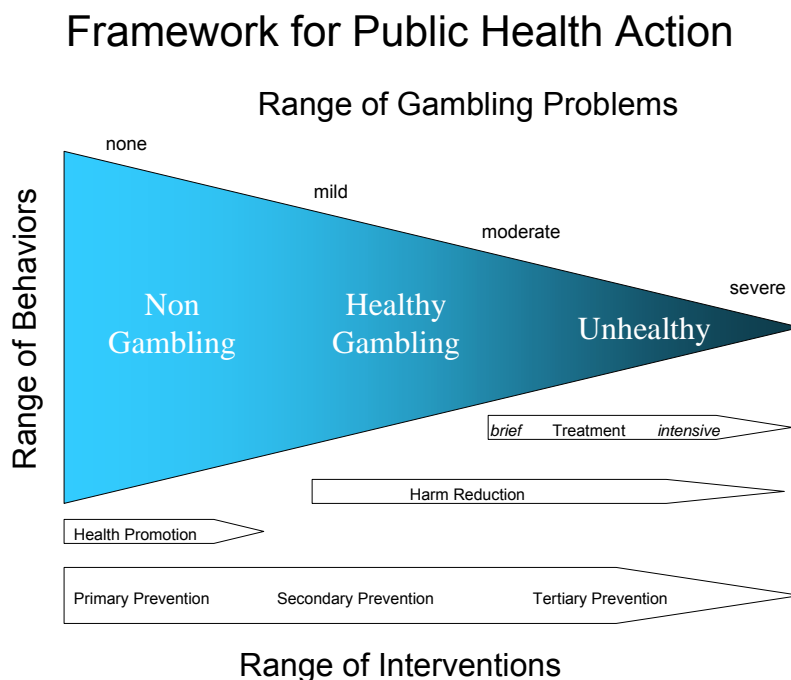 Framework for Public Health Action
Range of Gambling Problems
none
mild
moderate
severe
Range of Behaviors
Non
Gambling
Healthy
Gambling
Unhealthy
brief Treatment intensive
Harm Reduction
Health Promotion
Primary Prevention Secondary Prevention Tertiary Prevention
Range of Interventions